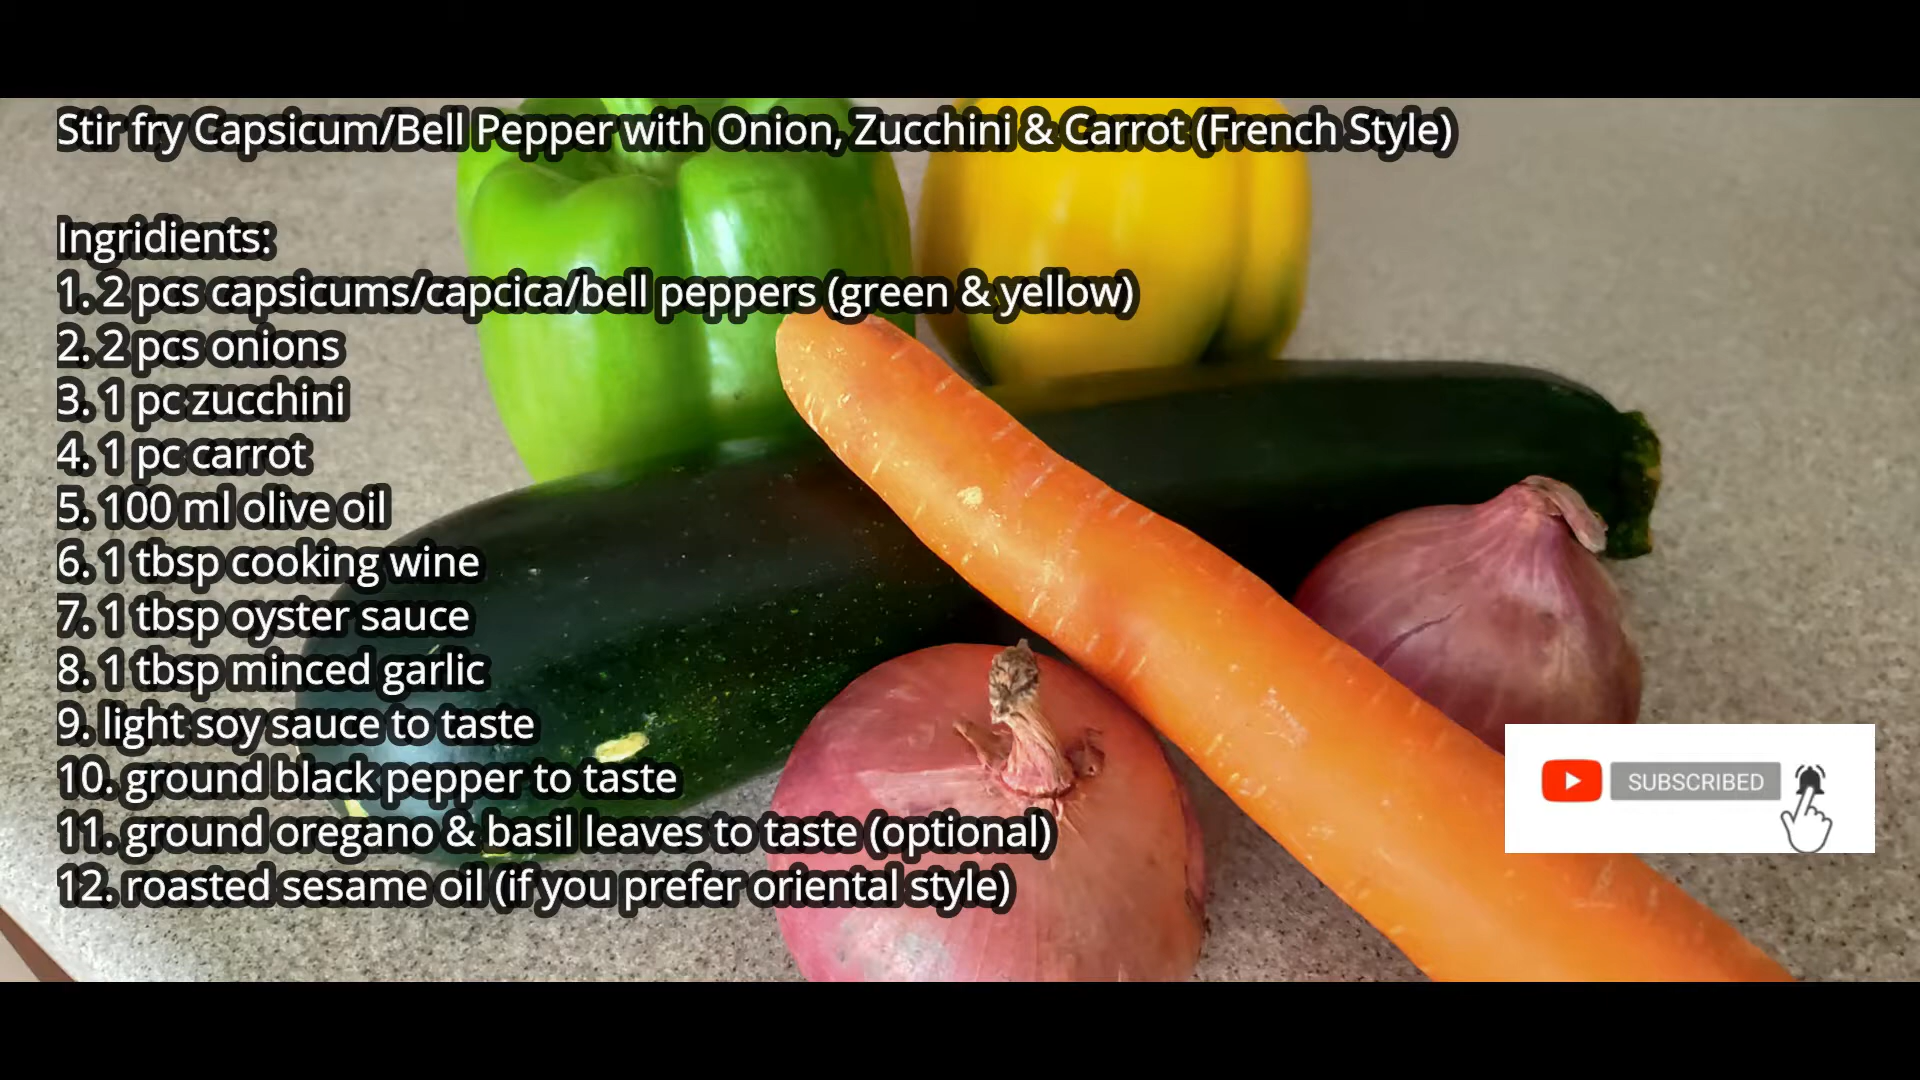 Stir fry Capsicum/Bell Pepper with Onion, Zucchini & Carrot (French Style)
Ingridients:
1. 2 pcs capsicums/capcica/bell peppers (green & yellow)
2. 2 pcs onions
3. 1 pc zucchini
4. 1 pc carrot
5. 100 ml olive oil
6. 1 tbsp cooking wine
7. 1 tbsp oyster sauce
8. 1 tbsp minced garlic
9. light soy sauce to taste
10. ground black pepper to taste
11. ground oregano & basil leaves to taste (optional)
12. roasted sesame oil (if you prefer oriental style)
SUBSCRIBED